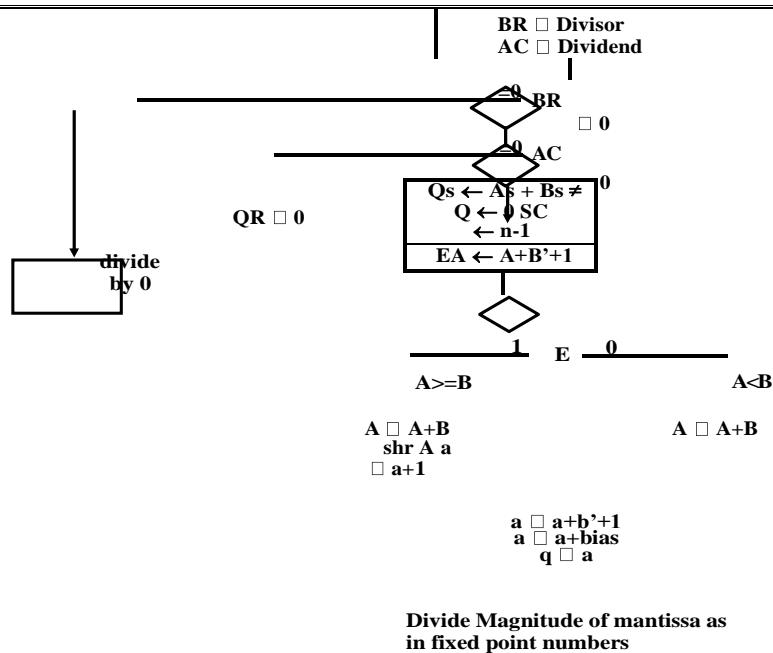 BR □ Divisor
AC □ Dividend
=0 BR
□ 0
=0 AC
Qs ← As + Bs ≠ 0
Q ← 0 SC
← n-1
EA ← A+B’+1
QR □ 0
divide
by 0
1 E 0
A>=B A<B
A □ A+B A □ A+B
shr A a
□ a+1
a □ a+b’+1
a □ a+bias
q □ a
Divide Magnitude of mantissa as
in fixed point numbers